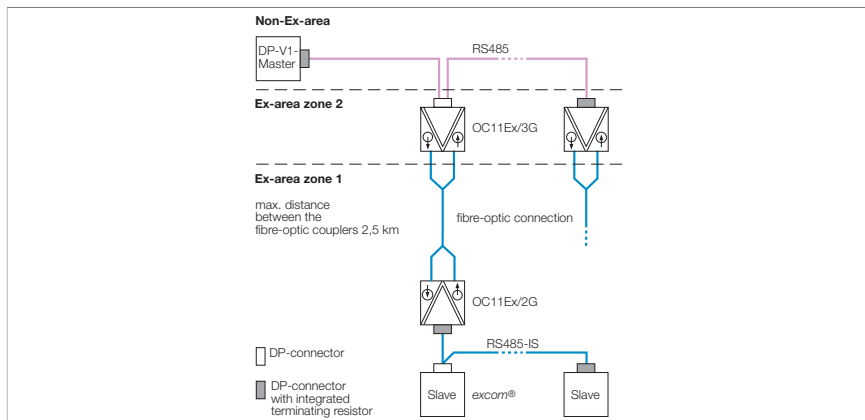 Non-Ex-area
DP-V1-
Master
RS485
Ex-area zone 2
OC11Ex/3G
Ex-area zone 1
max. distance
between the
fibre-optic couplers 2,5 km
fibre-optic connection
OC11Ex/2G
RS485-IS
DP-connector
DP-connector
with integrated
terminating resistor
Slave
excom®
Slave